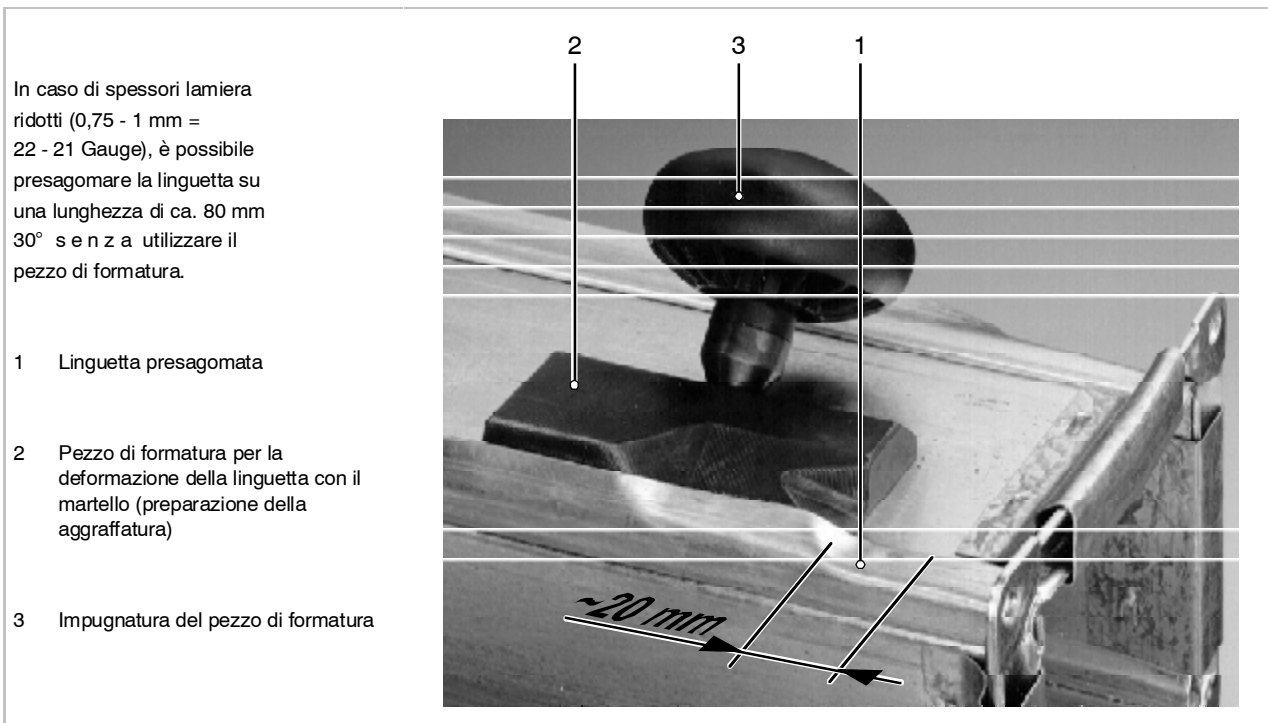 2 3 1
In caso di spessori lamiera
ridotti (0,75 - 1 mm =
22 - 21 Gauge), è possibile
presagomare la linguetta su
una lunghezza di ca. 80 mm
30° s e n z a utilizzare il
pezzo di formatura.
1 Linguetta presagomata
2 Pezzo di formatura per la
deformazione della linguetta con il
martello (preparazione della
aggraffatura)
3 Impugnatura del pezzo di formatura
~20 mm